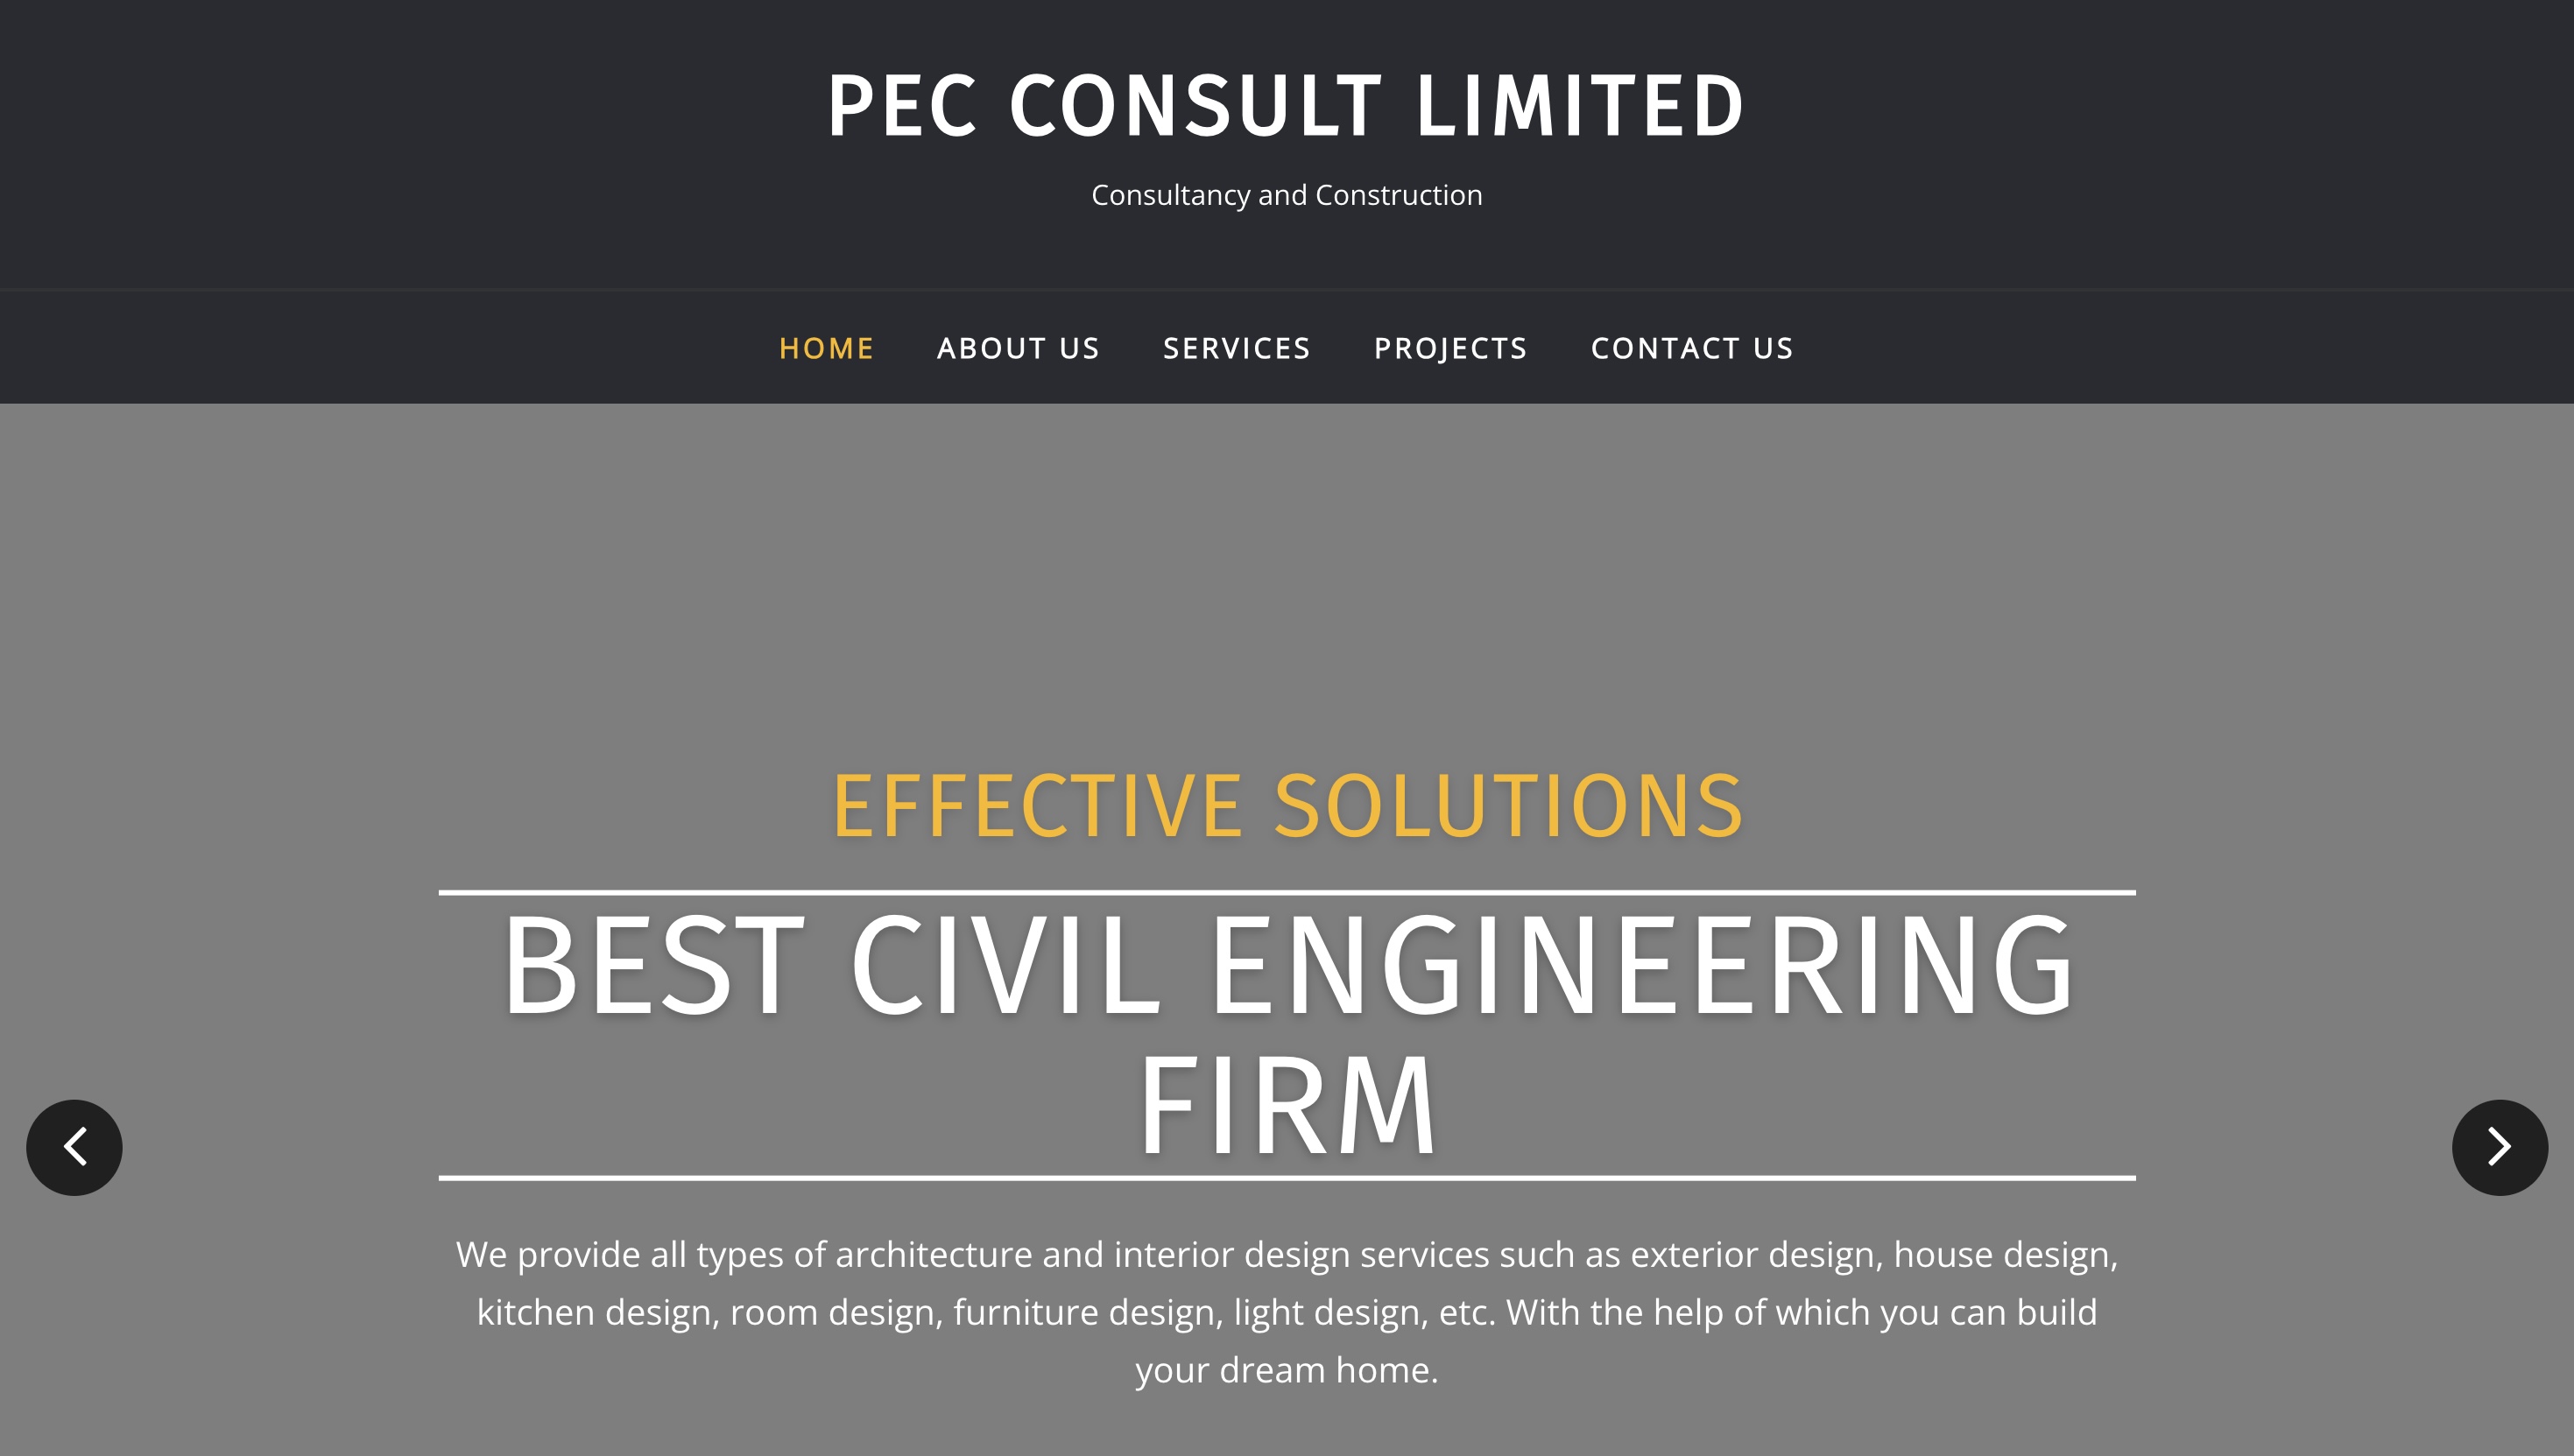 PEC CONSULT LIMITED
Consultancy and Construction
HOME ABOUT US SERVICES PROJECTS CONTACT US
EFFECTIVE SOLUTIONS
BEST CIVIL ENGINEERING
FIRM
We provide all types of architecture and interior design services such as exterior design, house design,
kitchen design, room design, furniture design, light design, etc. With the help of which you can build
your dream home.